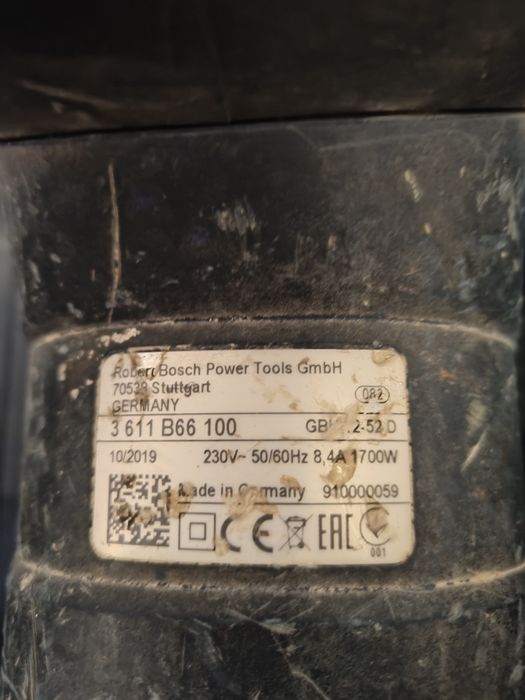 Robert Bosch Power Tools GmbH
70538 Stuttgart
GERMANY
082
3 611 B66 100
10/2019 230V~ 50/60Hz 8,4A 1700W
Made in Germany 910000059
CE EAC
001